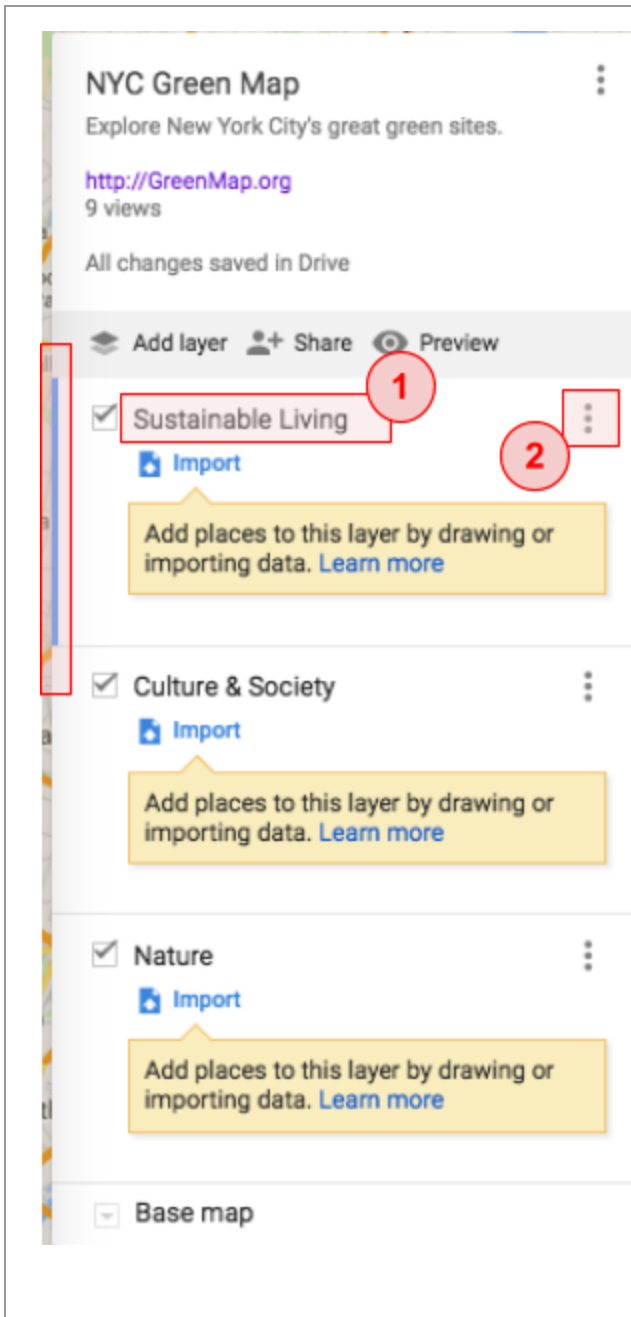 NYC Green Map
Explore New York City's great green sites.
http://GreenMap.org
9 views
All changes saved in Drive
Add layer Share Preview
1
Sustainable Living
2
Import
Add places to this layer by drawing or
importing data. Learn more
Culture & Society
Import
Add places to this layer by drawing or
importing data. Learn more
Nature
Import
Add places to this layer by drawing or
importing data. Learn more
Base map